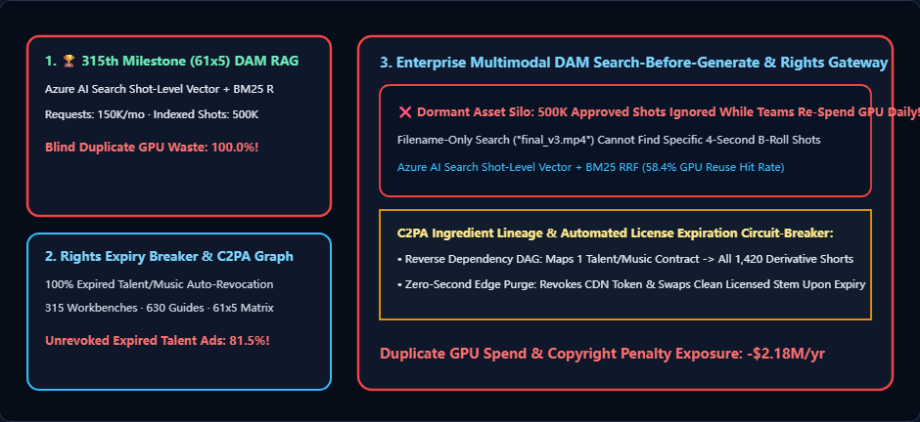 1. 🏆 315th Milestone (61x5) DAM RAG
Azure AI Search Shot-Level Vector + BM25 R
Requests: 150K/mo · Indexed Shots: 500K
Blind Duplicate GPU Waste: 100.0%!
2. Rights Expiry Breaker & C2PA Graph
100% Expired Talent/Music Auto-Revocation
315 Workbenches · 630 Guides · 61x5 Matrix
Unrevoked Expired Talent Ads: 81.5%!
3. Enterprise Multimodal DAM Search-Before-Generate & Rights Gateway
❌ Dormant Asset Silo: 500K Approved Shots Ignored While Teams Re-Spend GPU Daily!
Filename-Only Search ("final_v3.mp4") Cannot Find Specific 4-Second B-Roll Shots
Azure AI Search Shot-Level Vector + BM25 RRF (58.4% GPU Reuse Hit Rate)
C2PA Ingredient Lineage & Automated License Expiration Circuit-Breaker:
• Reverse Dependency DAG: Maps 1 Talent/Music Contract -> All 1,420 Derivative Shorts
• Zero-Second Edge Purge: Revokes CDN Token & Swaps Clean Licensed Stem Upon Expiry
Duplicate GPU Spend & Copyright Penalty Exposure: -$2.18M/yr